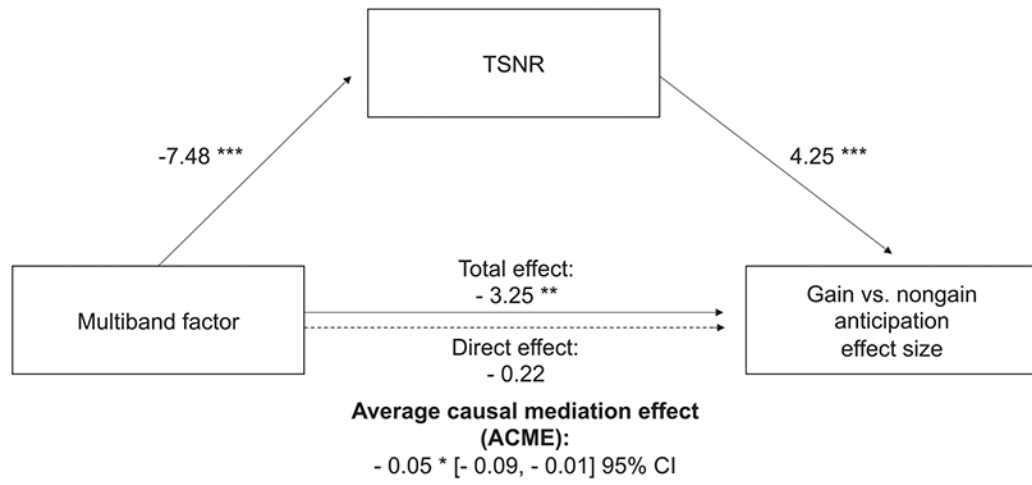 TSNR
-7.48 ***
4.25 ***
Multiband factor
Total effect:
- 3.25 **
Direct effect:
- 0.22
Gain vs. nongain
anticipation
effect size
Average causal mediation effect
(ACME):
- 0.05 * [- 0.09, - 0.01] 95% CI